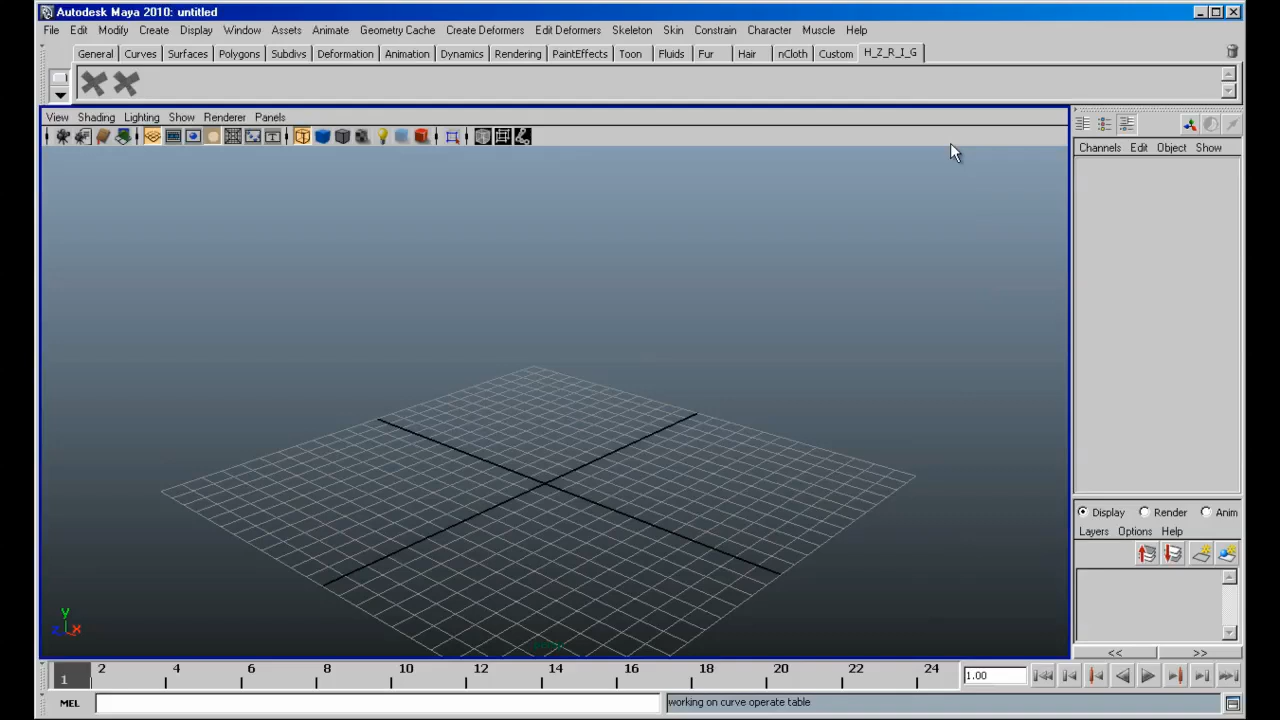 Autodesk Maya 2010: untitled
File Edit Modify Create Display Window Assets Animate Geometry Cache Create Deformers Edit Deformers Skeleton Skin Constrain Character Muscle Help
General Curves Surfaces Polygons Subdivs Deformation Animation Dynamics Rendering PaintEffects Toon Fluids Fur Hair nCloth Custom H_Z_R_I_G
View Shading Lighting Show Renderer Panels
Channels Edit Object Show
Display Render Anim
Layers Options Help
y
x
<< >>
1 2 4 6 8 10 12 14 16 18 20 22 24 1.00
MEL working on curve operate table